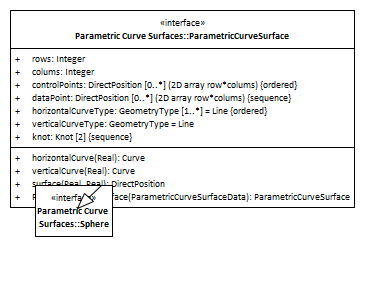 «interface»
Parametric Curve Surfaces::ParametricCurveSurface
+ rows: Integer
+ colums: Integer
+ controlPoints: DirectPosition [0..*] (2D array row*colums) {ordered}
+ dataPoint: DirectPosition [0..*] (2D array row*colums) {sequence}
+ horizontalCurveType: GeometryType [1..*] = Line {ordered}
+ verticalCurveType: GeometryType = Line
+ knot: Knot [2] {sequence}
+ horizontalCurve(Real): Curve
+ verticalCurve(Real): Curve
+ surface(Real, Real): DirectPosition
+ (ParametricCurveSurfaceData): ParametricCurveSurface
«interface»
Parametric Curve
Surfaces::Sphere